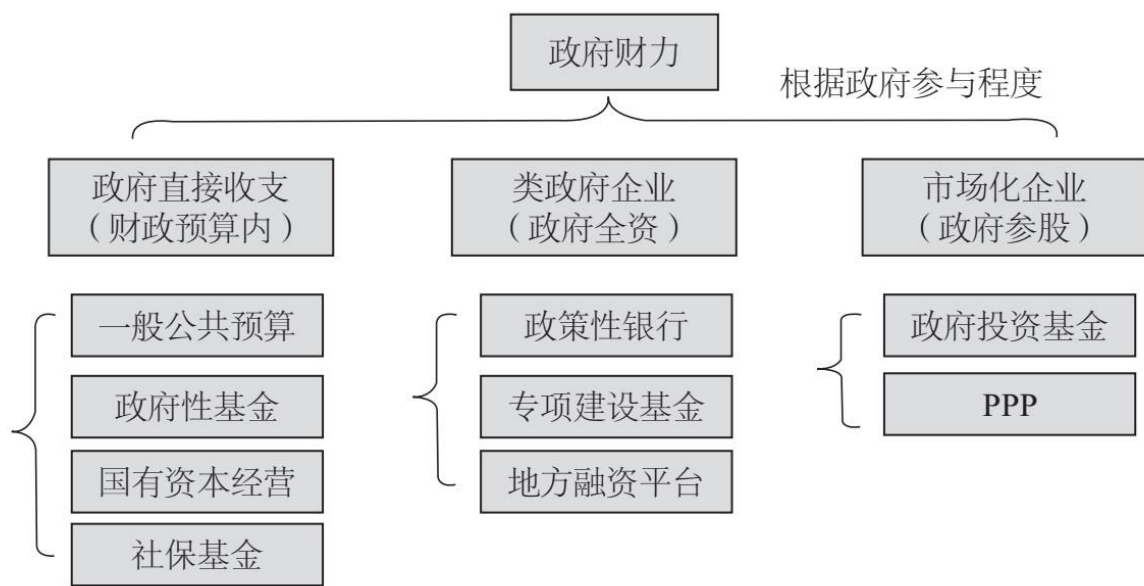 政府财力
根据政府参与程度
政府直接收支
（财政预算内）
类政府企业
（政府全资）
市场化企业
（政府参股）
一般公共预算
政府性基金
国有资本经营
社保基金
政策性银行
专项建设基金
地方融资平台
政府投资基金
PPP